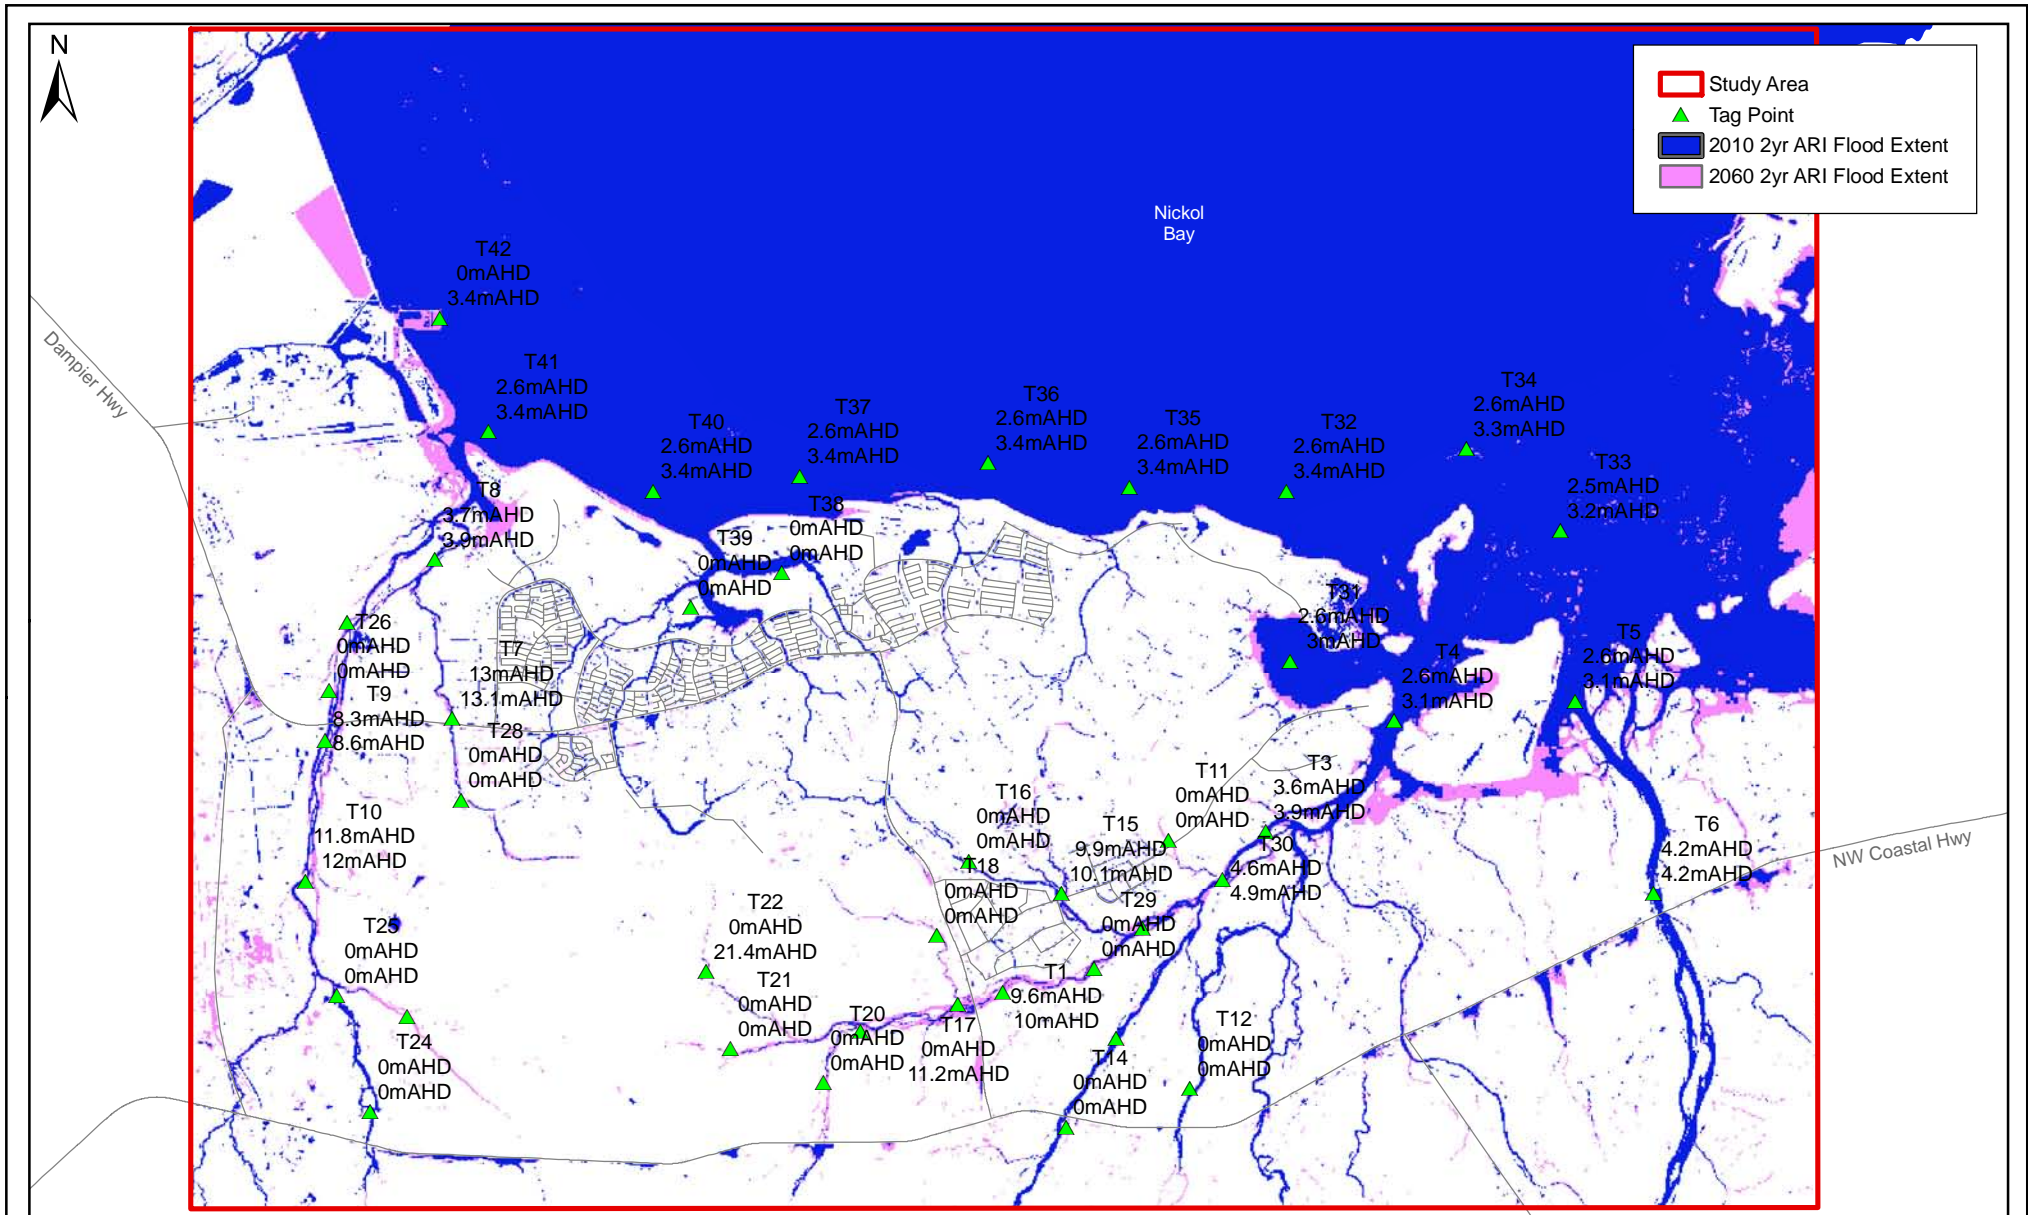 N
Study Area
Tag Point
2010 2yr ARI Flood Extent
2060 2yr ARI Flood Extent
Nickol
Bay
T42
0mAHD
3.4mAHD
Dampier Hwy
T41
2.6mAHD
3.4mAHD
T40
2.6mAHD
3.4mAHD
T37
2.6mAHD
3.4mAHD
T36
2.6mAHD
3.4mAHD
T35
2.6mAHD
3.4mAHD
T32
2.6mAHD
3.4mAHD
T34
2.6mAHD
3.3mAHD
T33
2.5mAHD
3.2mAHD
T8
3.7mAHD
3.9mAHD
T39
0mAHD
0mAHD
T38
0mAHD
0mAHD
T31
2.6mAHD
3mAHD
T4
2.6mAHD
3.1mAHD
T5
2.6mAHD
3.1mAHD
T26
0mAHD
0mAHD
T7
13mAHD
13.1mAHD
T9
8.3mAHD
8.6mAHD
T28
0mAHD
0mAHD
T10
11.8mAHD
12mAHD
T16
0mAHD
0mAHD
T15
9.9mAHD
10.1mAHD
T11
0mAHD
0mAHD
T3
3.6mAHD
3.9mAHD
T30
4.6mAHD
4.9mAHD
T6
4.2mAHD
4.2mAHD
NW Coastal Hwy
T18
0mAHD
0mAHD
T29
0mAHD
0mAHD
T22
0mAHD
21.4mAHD
T25
0mAHD
0mAHD
T21
0mAHD
0mAHD
T1
9.6mAHD
10mAHD
T20
0mAHD
0mAHD
T17
0mAHD
11.2mAHD
T24
0mAHD
0mAHD
T14
0mAHD
0mAHD
T12
0mAHD
0mAHD